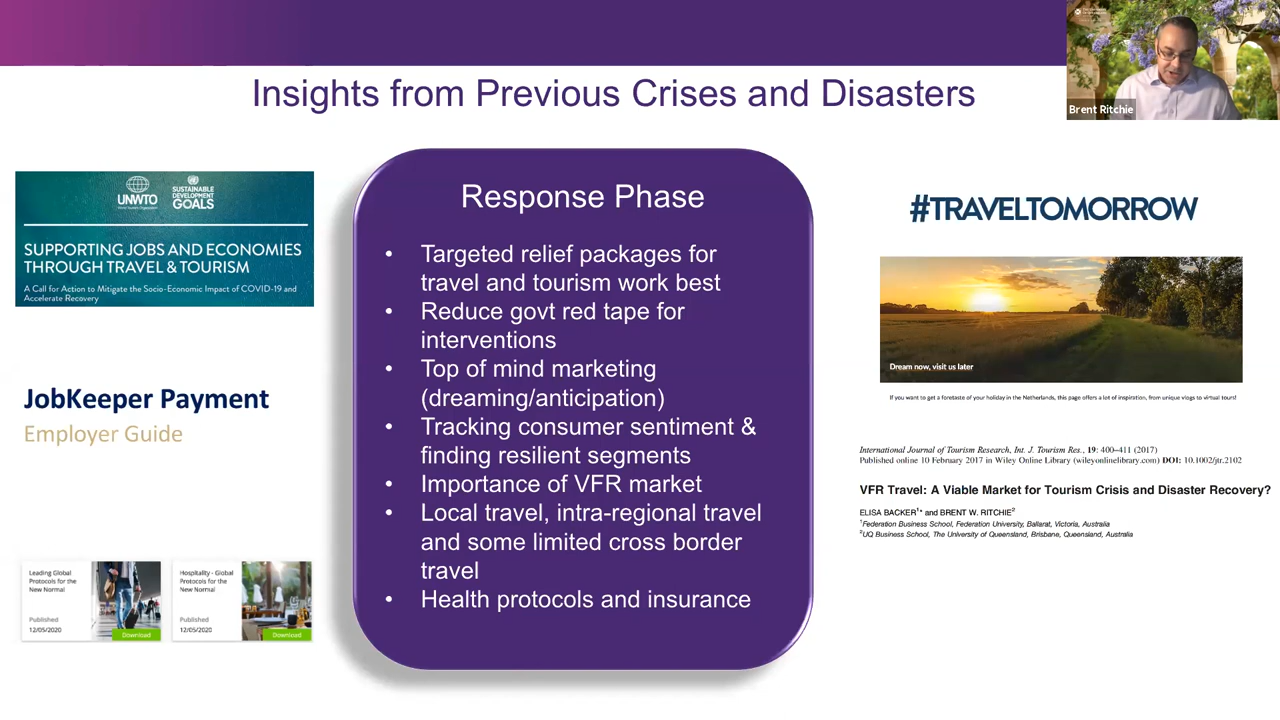 Insights from Previous Crises and Disasters
Brent Ritchie
UNWTO
SUSTAINABLE
DEVELOPMENT
GOALS
SUPPORTING JOBS AND ECONOMIES
THROUGH TRAVEL & TOURISM
A Call for Action to Mitigate the Socio-Economic Impact of COVID-19 and
Accelerate Recovery
JobKeeper Payment
Employer Guide
Leading Global
Protocols for the
New Normal
Published
12/05/2020
Download
Hospitality - Global
Protocols for the
New Normal
Published
12/05/2020
Download
Response Phase
• Targeted relief packages for
travel and tourism work best
• Reduce govt red tape for
interventions
• Top of mind marketing
(dreaming/anticipation)
• Tracking consumer sentiment &
finding resilient segments
• Importance of VFR market
• Local travel, intra-regional travel
and some limited cross border
travel
• Health protocols and insurance
#TRAVELTOMORROW
Dream now, visit us later
If you want to get a foretaste of your holiday in the Netherlands, this page offers a lot of inspiration, from unique vlogs to virtual tours!
International Journal of Tourism Research, Int. J. Tourism Res., 19: 400–411 (2017)
Published online 10 February 2017 in Wiley Online Library (wileyonlinelibrary.com) DOI: 10.1002/jtr.2102
VFR Travel: A Viable Market for Tourism Crisis and Disaster Recovery?
ELISA BACKER1* and BRENT W. RITCHIE2
1Federation Business School, Federation University, Ballarat, Victoria, Australia
2UQ Business School, The University of Queensland, Brisbane, Queensland, Australia